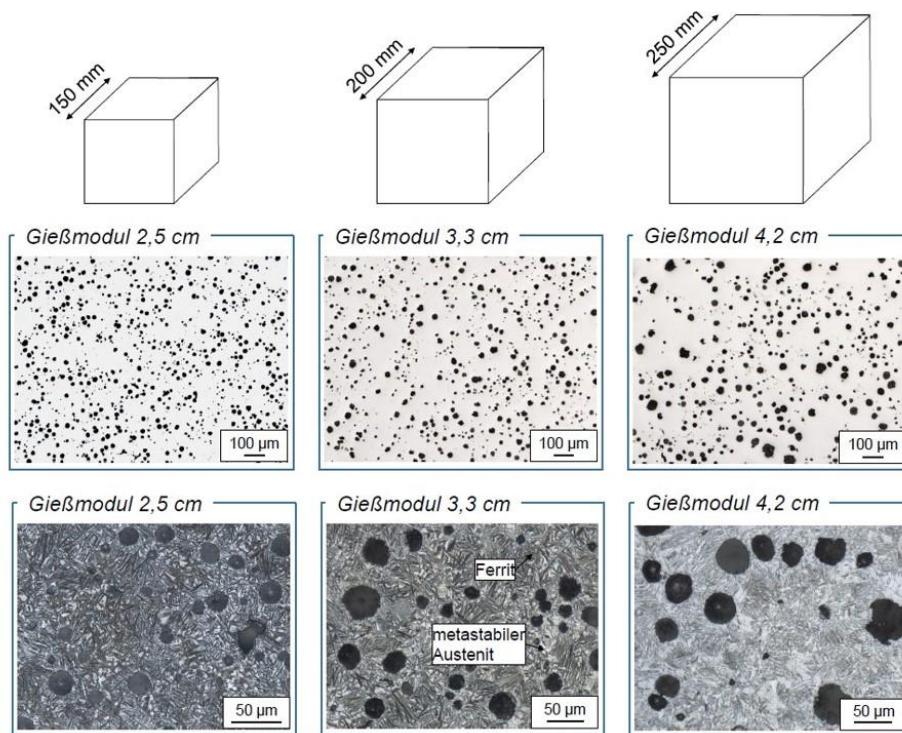 150 mm
200 mm
250 mm
Gießmodul 2,5 cm
Gießmodul 3,3 cm
Gießmodul 4,2 cm
100 µm
100 µm
100 µm
Gießmodul 2,5 cm
Gießmodul 3,3 cm
Gießmodul 4,2 cm
Ferrit
metastabiler
Austenit
50 µm
50 µm
50 µm